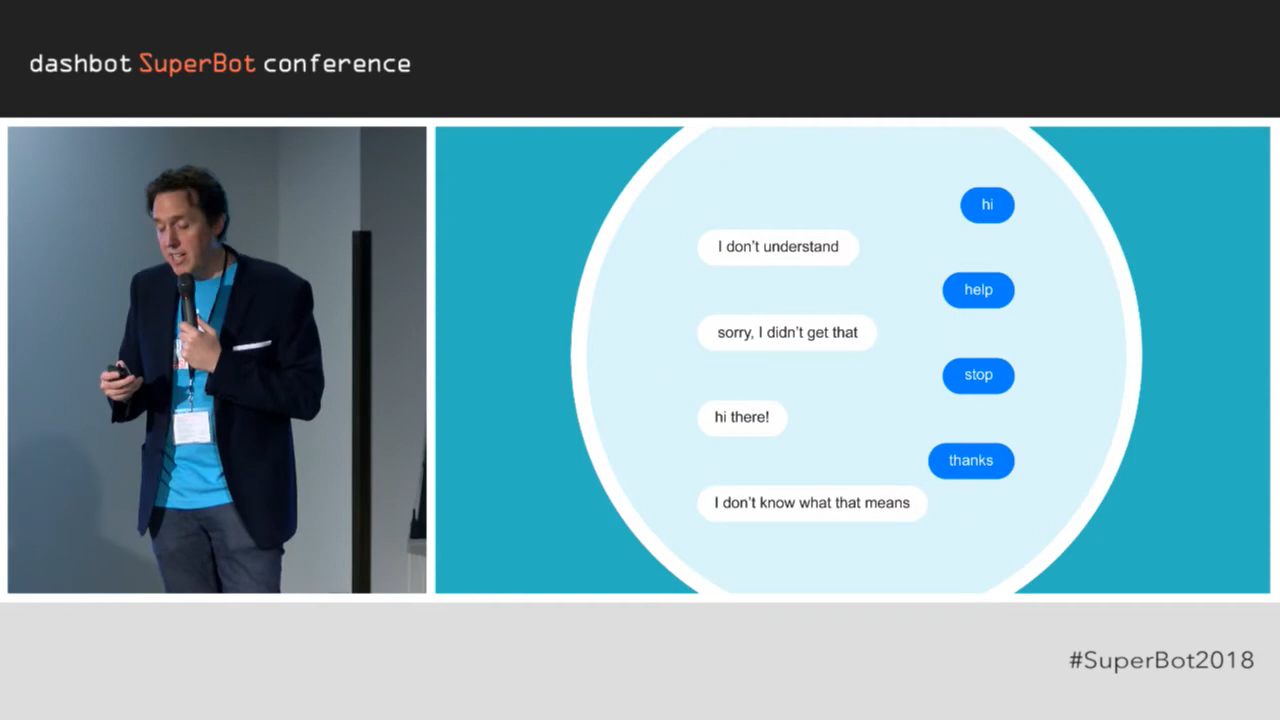 dashbot SuperBot conference
hi
I don't understand
help
sorry, I didn't get that
stop
hi there!
thanks
I don't know what that means
#SuperBot2018